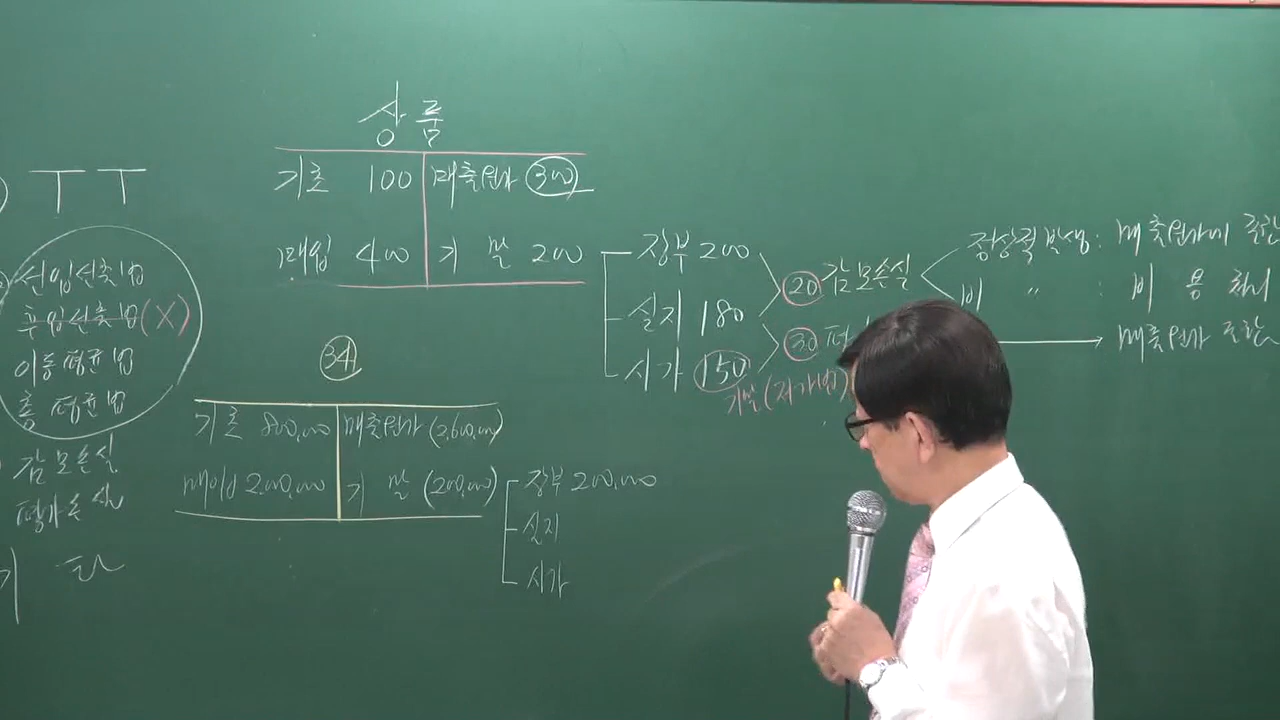 상품
기초 100 매출원가 300
매입 400 기말 200
TT
선입선출법
후입선출법 (X)
이동평균법
총평균법
감모손실
평가손실
기타
장부 200
실지 180
시가 150
20 감모손실
30
기말(저가법)
정상적발생: 매출원가에
비 〃 : 비용처리
매출원가
34
기초 800,000 매출원가 (2,600,000)
매입 2,000,000 기말 (200,000)
장부 200,000
실지
시가